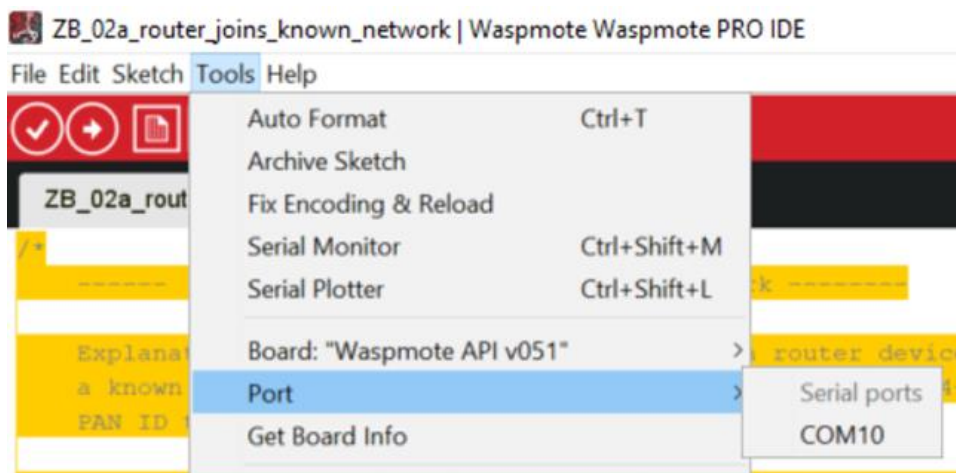 ZB_02a_router_joins_known_network | Waspmote Waspmote PRO IDE
File Edit Sketch Tools Help
Auto Format Ctrl+T
Archive Sketch
ZB_02a_rout
Fix Encoding & Reload
/*
Serial Monitor Ctrl+Shift+M
------ Serial Plotter Ctrl+Shift+L k --------
Explanat Board: "Waspmote API v051" > a router devic
a known Port > Serial ports 4
PAN ID t Get Board Info COM10